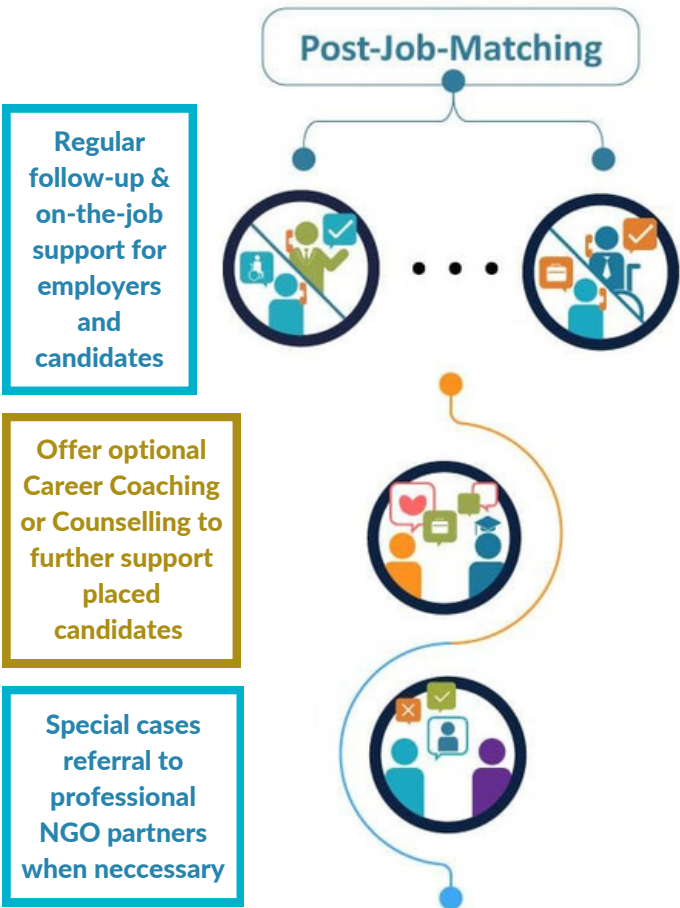 Post-Job-Matching
Regular
follow-up &
on-the-job
support for
employers
and
candidates
Offer optional
Career Coaching
or Counselling to
further support
placed
candidates
Special cases
referral to
professional
NGO partners
when neccessary